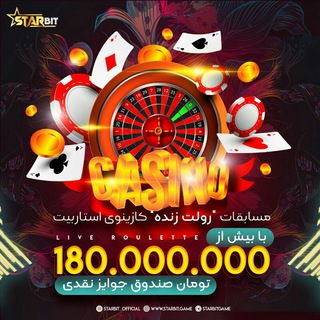 STARBIT
CASINO
مسابقات "رولت زنده" کازینوی استاربیت
LIVE ROULETTE
با بیش از
180.000.000
تومان صندوق جوایز نقدی
STARBIT_OFFICIAL
WWW.STARBIT.GAME
STARBITGAME